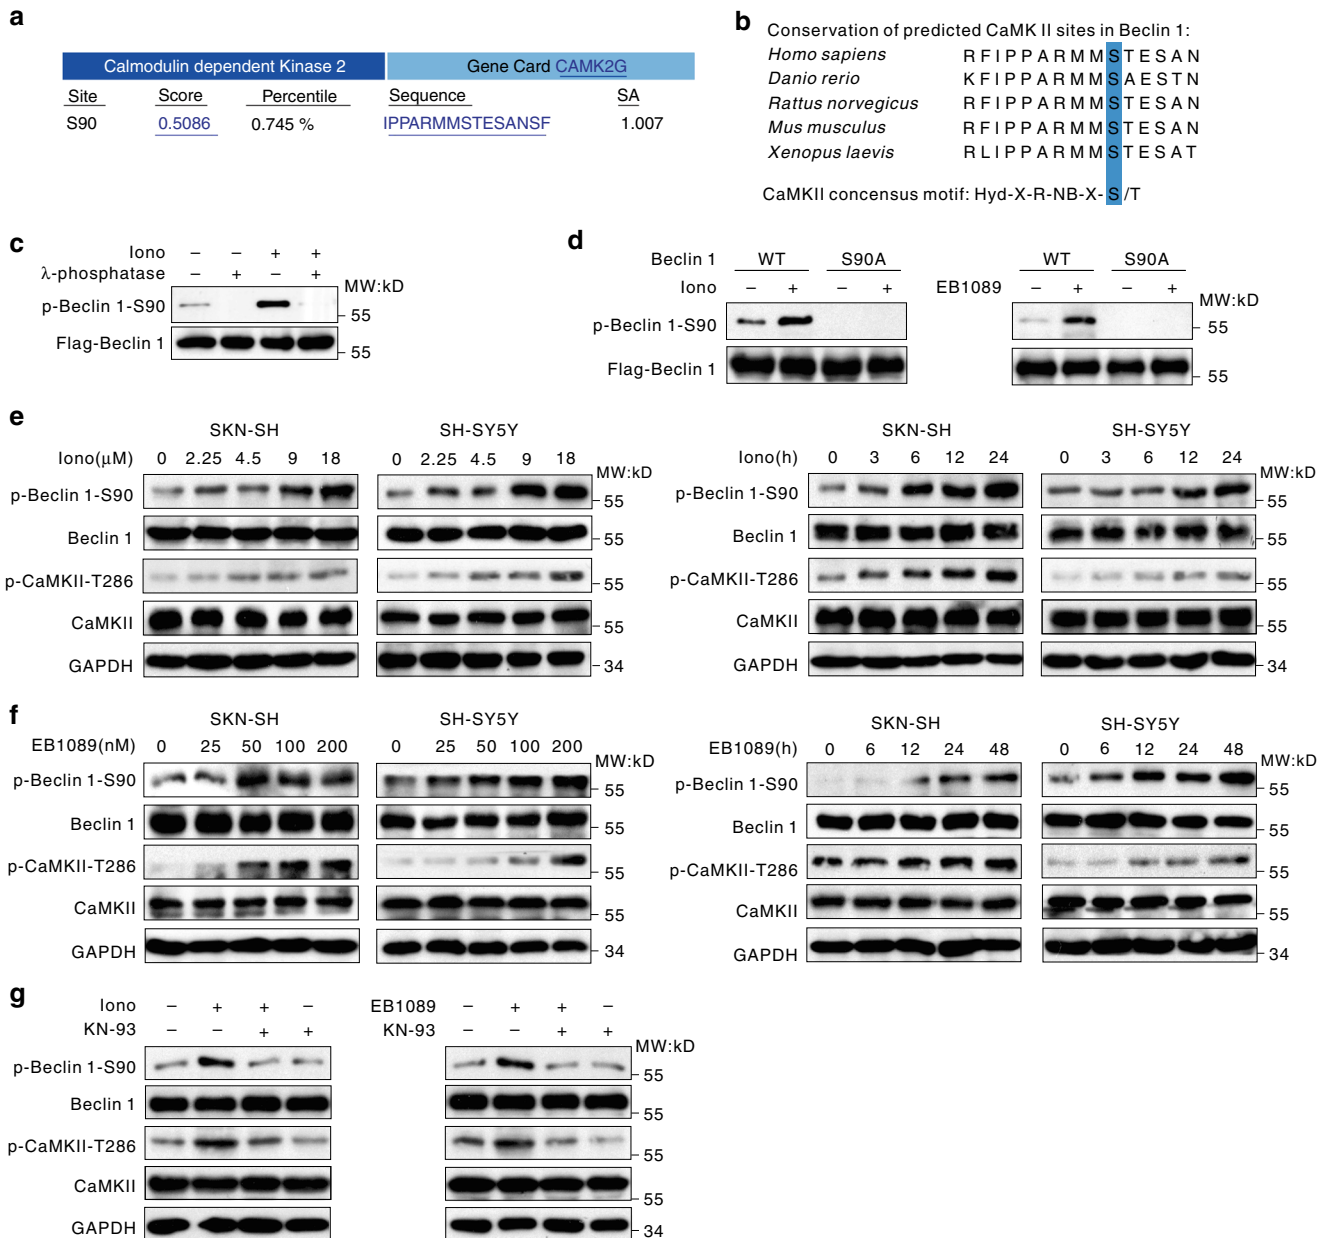 a
Calmodulin dependent Kinase 2 Gene Card CAMK2G
Site Score Percentile Sequence SA
S90 0.5086 0.745 % IPPARMMSTESANSF 1.007
b
Conservation of predicted CaMK II sites in Beclin 1:
Homo sapiens R F I P P A R M M S T E S A N
Danio rerio K F I P P A R M M S A E S T N
Rattus norvegicus R F I P P A R M M S T E S A N
Mus musculus R F I P P A R M M S T E S A N
Xenopus laevis R L I P P A R M M S T E S A T
CaMKII concensus motif: Hyd-X-R-NB-X- S /T
c
Iono – – + +
λ-phosphatase – + – +
MW:kD
p-Beclin 1-S90 55
Flag-Beclin 1 55
d
Beclin 1 WT S90A WT S90A
Iono – + – + EB1089 – + – +
MW:kD
p-Beclin 1-S90 55
Flag-Beclin 1 55
e
SKN-SH SH-SY5Y
Iono(μM) 0 2.25 4.5 9 18 0 2.25 4.5 9 18
MW:kD
p-Beclin 1-S90 55
Beclin 1 55
p-CaMKII-T286 55
CaMKII 55
GAPDH 34
SKN-SH SH-SY5Y
Iono(h) 0 3 6 12 24 0 3 6 12 24
MW:kD
p-Beclin 1-S90 55
Beclin 1 55
p-CaMKII-T286 55
CaMKII 55
GAPDH 34
f
SKN-SH SH-SY5Y
EB1089(nM) 0 25 50 100 200 0 25 50 100 200
MW:kD
p-Beclin 1-S90 55
Beclin 1 55
p-CaMKII-T286 55
CaMKII 55
GAPDH 34
SKN-SH SH-SY5Y
EB1089(h) 0 6 12 24 48 0 6 12 24 48
MW:kD
p-Beclin 1-S90 55
Beclin 1 55
p-CaMKII-T286 55
CaMKII 55
GAPDH 34
g
Iono – + + – EB1089 – + + –
KN-93 – – + + KN-93 – – + +
MW:kD
p-Beclin 1-S90 55
Beclin 1 55
p-CaMKII-T286 55
CaMKII 55
GAPDH 34